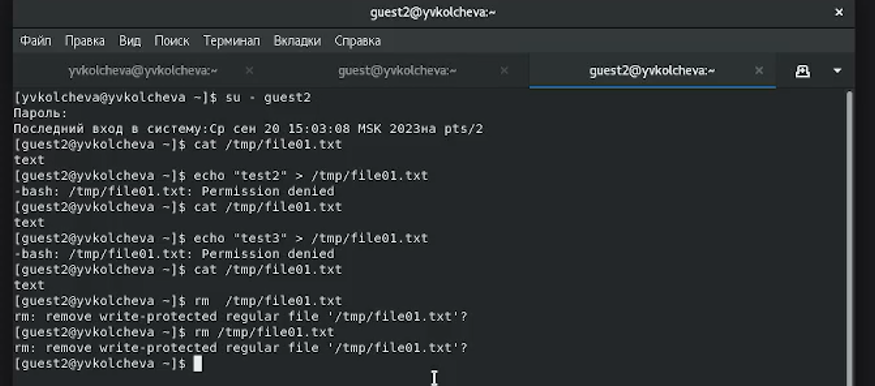 guest2@yvkolcheva:~ ×
Файл Правка Вид Поиск Терминал Вкладки Справка
yvkolcheva@yvkolcheva:~ × guest@yvkolcheva:~ × guest2@yvkolcheva:~ ×
[yvkolcheva@yvkolcheva ~]$ su - guest2
Пароль:
Последний вход в систему:Ср сен 20 15:03:08 MSK 2023на pts/2
[guest2@yvkolcheva ~]$ cat /tmp/file01.txt
text
[guest2@yvkolcheva ~]$ echo "test2" > /tmp/file01.txt
-bash: /tmp/file01.txt: Permission denied
[guest2@yvkolcheva ~]$ cat /tmp/file01.txt
text
[guest2@yvkolcheva ~]$ echo "test3" > /tmp/file01.txt
-bash: /tmp/file01.txt: Permission denied
[guest2@yvkolcheva ~]$ cat /tmp/file01.txt
text
[guest2@yvkolcheva ~]$ rm  /tmp/file01.txt
rm: remove write-protected regular file '/tmp/file01.txt'?
[guest2@yvkolcheva ~]$ rm /tmp/file01.txt
rm: remove write-protected regular file '/tmp/file01.txt'?
[guest2@yvkolcheva ~]$